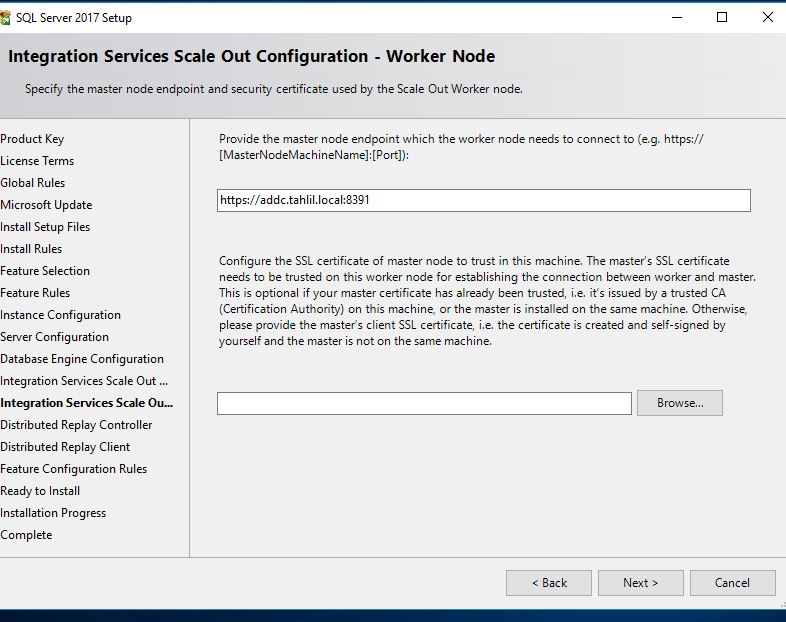 SQL Server 2017 Setup
Integration Services Scale Out Configuration - Worker Node
Specify the master node endpoint and security certificate used by the Scale Out Worker node.
Product Key
License Terms
Global Rules
Microsoft Update
Install Setup Files
Install Rules
Feature Selection
Feature Rules
Instance Configuration
Server Configuration
Database Engine Configuration
Integration Services Scale Out ...
Integration Services Scale Ou...
Distributed Replay Controller
Distributed Replay Client
Feature Configuration Rules
Ready to Install
Installation Progress
Complete
Provide the master node endpoint which the worker node needs to connect to (e.g. https://
[MasterNodeMachineName]:[Port]):
https://addc.tahlil.local:8391
Configure the SSL certificate of master node to trust in this machine. The master's SSL certificate
needs to be trusted on this worker node for establishing the connection between worker and master.
This is optional if your master certificate has already been trusted, i.e. it's issued by a trusted CA
(Certification Authority) on this machine, or the master is installed on the same machine. Otherwise,
please provide the master's client SSL certificate, i.e. the certificate is created and self-signed by
yourself and the master is not on the same machine.
Browse...
< Back
Next >
Cancel